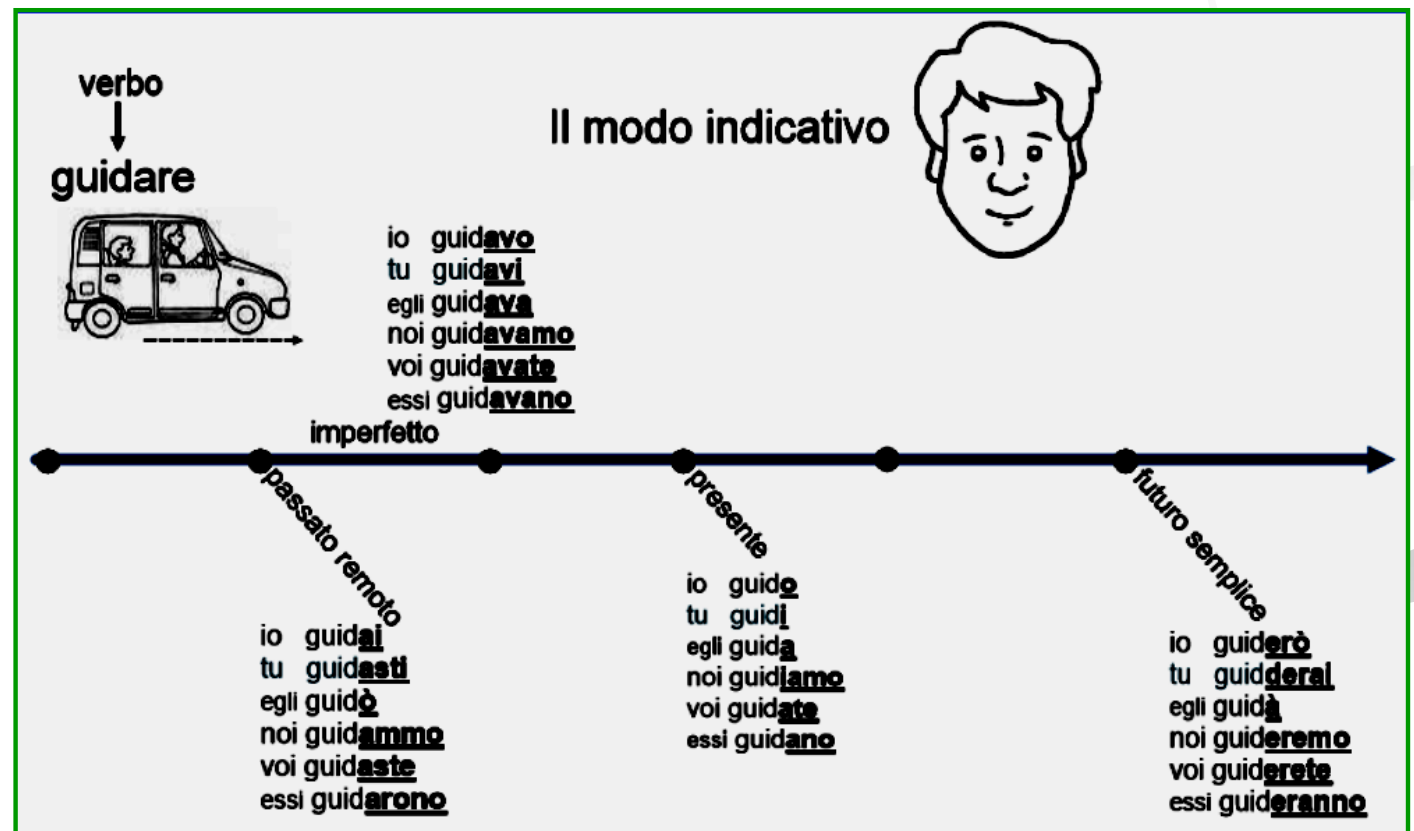 verbo
guidare
Il modo indicativo
io guidavo
tu guidavi
egli guidava
noi guidavamo
voi guidavate
essi guidavano
imperfetto
passato remoto
io guidai
tu guidasti
egli guidò
noi guidammo
voi guidaste
essi guidarono
presente
io guido
tu guidi
egli guida
noi guidiamo
voi guidate
essi guidano
futuro semplice
io guiderò
tu guidderai
egli guidà
noi guideremo
voi guiderete
essi guideranno